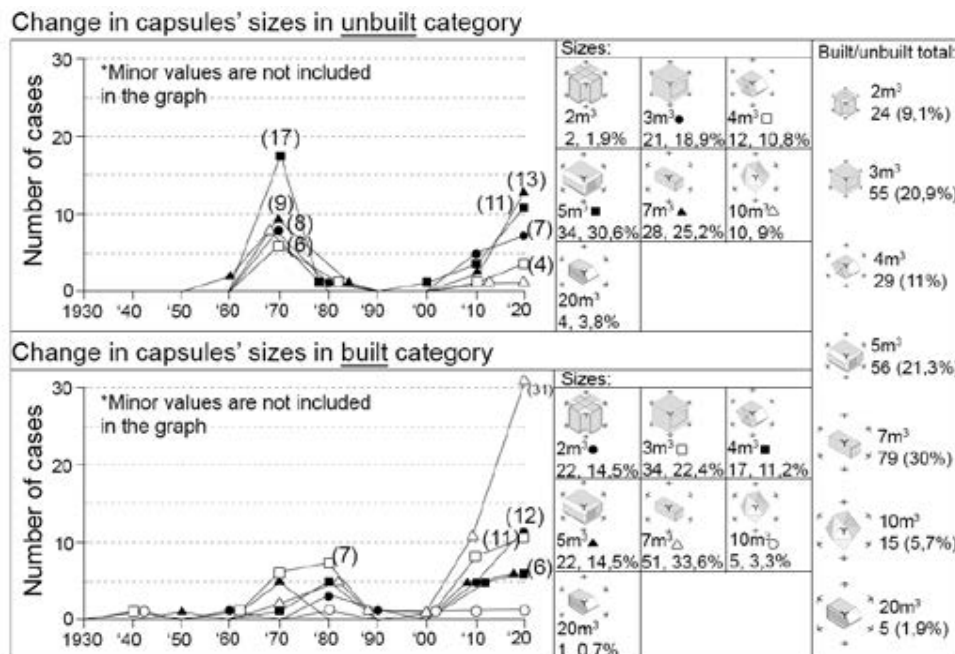 Change in capsules' sizes in unbuilt category
Number of cases
30
20
10
0
*Minor values are not included
in the graph
(17)
(9)
(8)
(6)
(13)
(11)
(7)
(4)
1930 '40 '50 '60 '70 '80 '90 '00 '10 '20
Sizes:
2m³ 3m³ 4m³
2, 1,9% 21, 18,9% 12, 10,8%
5m³ 7m³ 10m³
34, 30,6% 28, 25,2% 10, 9%
20m³
4, 3,8%
Change in capsules' sizes in built category
Number of cases
30
20
10
0
*Minor values are not included
in the graph
(7)
(31)
(12)
(11)
(6)
1930 '40 '50 '60 '70 '80 '90 '00 '10 '20
Sizes:
2m³ 3m³ 4m³
22, 14,5% 34, 22,4% 17, 11,2%
5m³ 7m³ 10m³
22, 14,5% 51, 33,6% 5, 3,3%
20m³
1, 0,7%
Built/unbuilt total:
2m³
24 (9,1%)
3m³
55 (20,9%)
4m³
29 (11%)
5m³
56 (21,3%)
7m³
79 (30%)
10m³
15 (5,7%)
20m³
5 (1,9%)